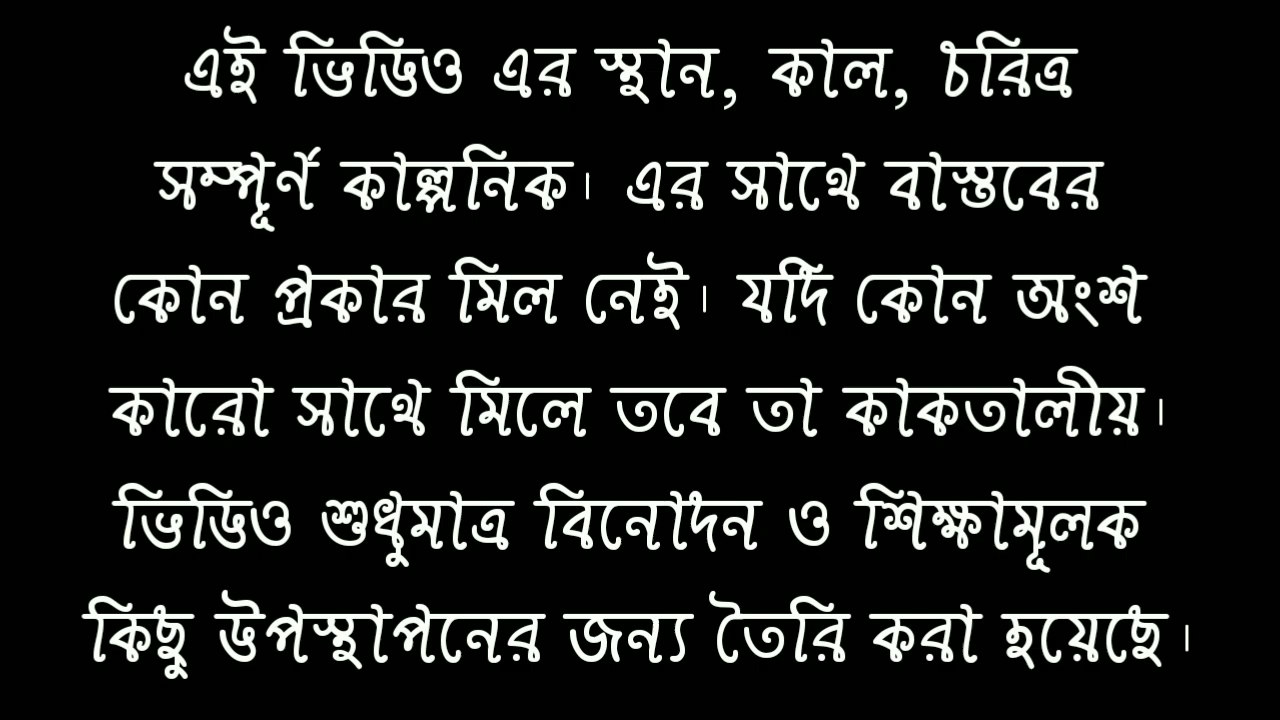 এই ভিডিও এর স্থান, কাল, চরিত্র
সম্পূর্ণ কাল্পনিক। এর সাথে বাস্তবের
কোন প্রকার মিল নেই। যদি কোন অংশ
কারো সাথে মিলে তবে তা কাকতালীয়।
ভিডিও শুধুমাত্র বিনোদন ও শিক্ষামূলক
কিছু উপস্থাপনের জন্য তৈরি করা হয়েছে।